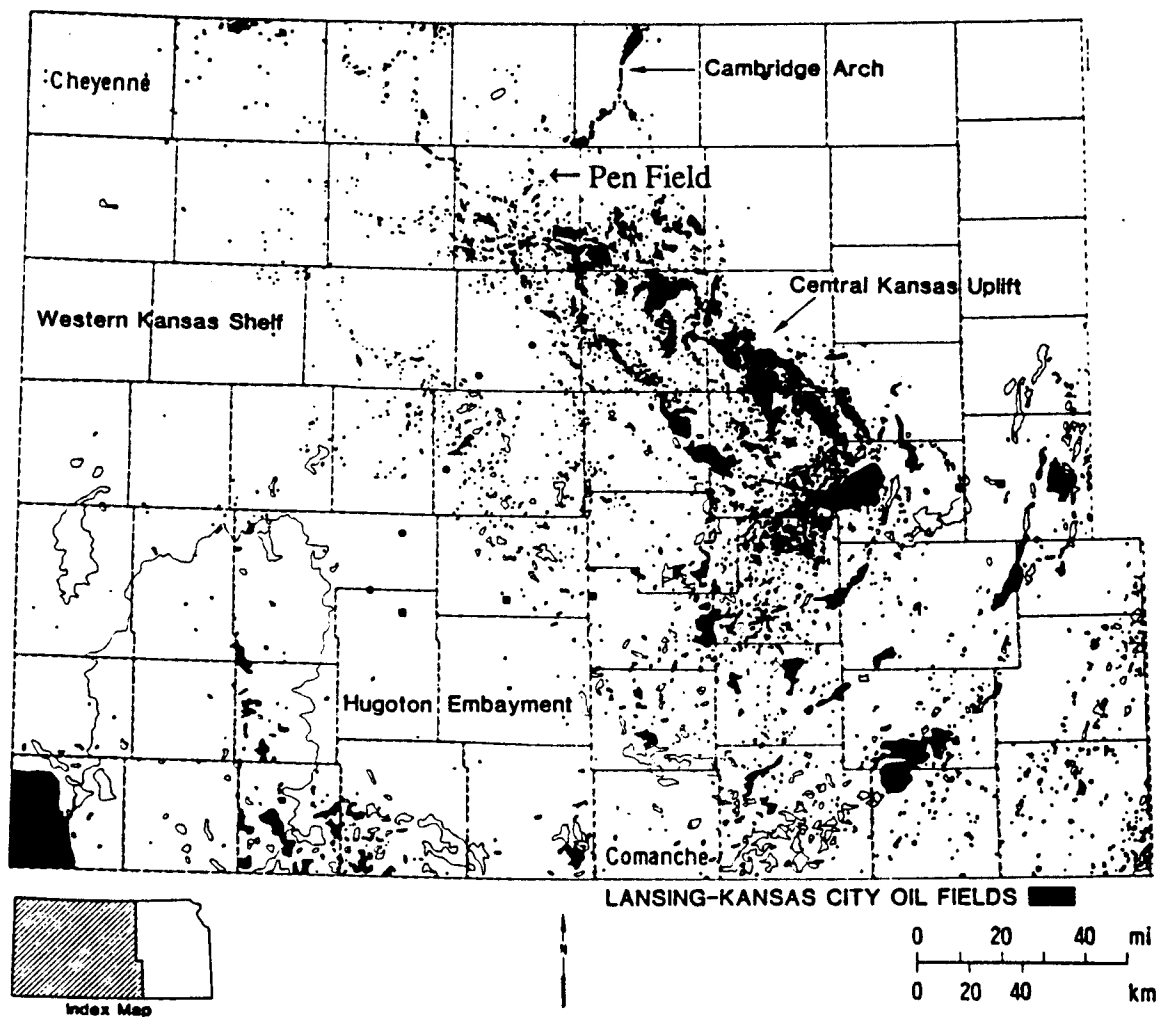 Cambridge Arch
Cheyenne
← Pen Field
Central Kansas Uplift
Western Kansas Shelf
Hugoton Embayment
Comanche
LANSING-KANSAS CITY OIL FIELDS
0 20 40 mi
0 20 40 km
N
Index Map